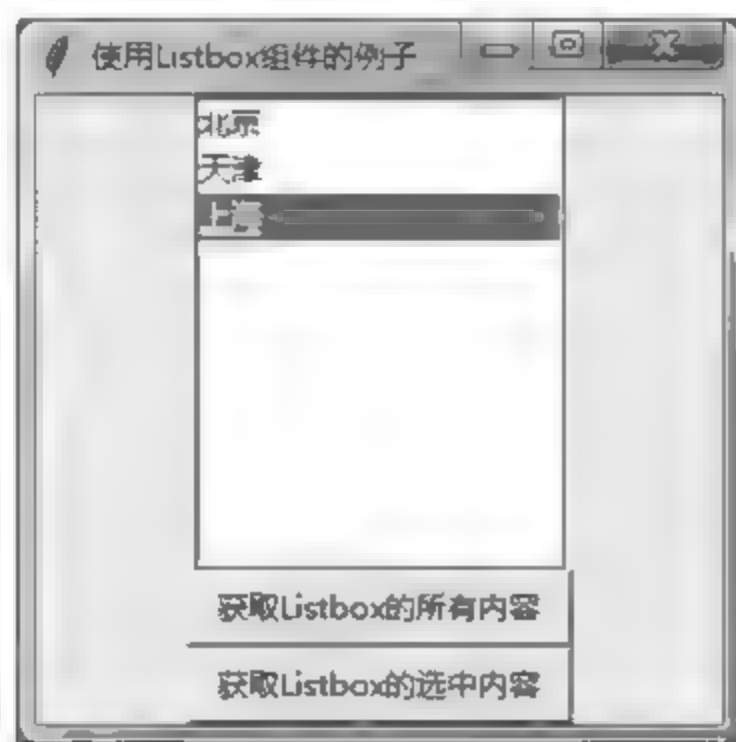 使用Listbox组件的例子
北京
天津
上海
获取Listbox的所有内容
获取Listbox的选中内容